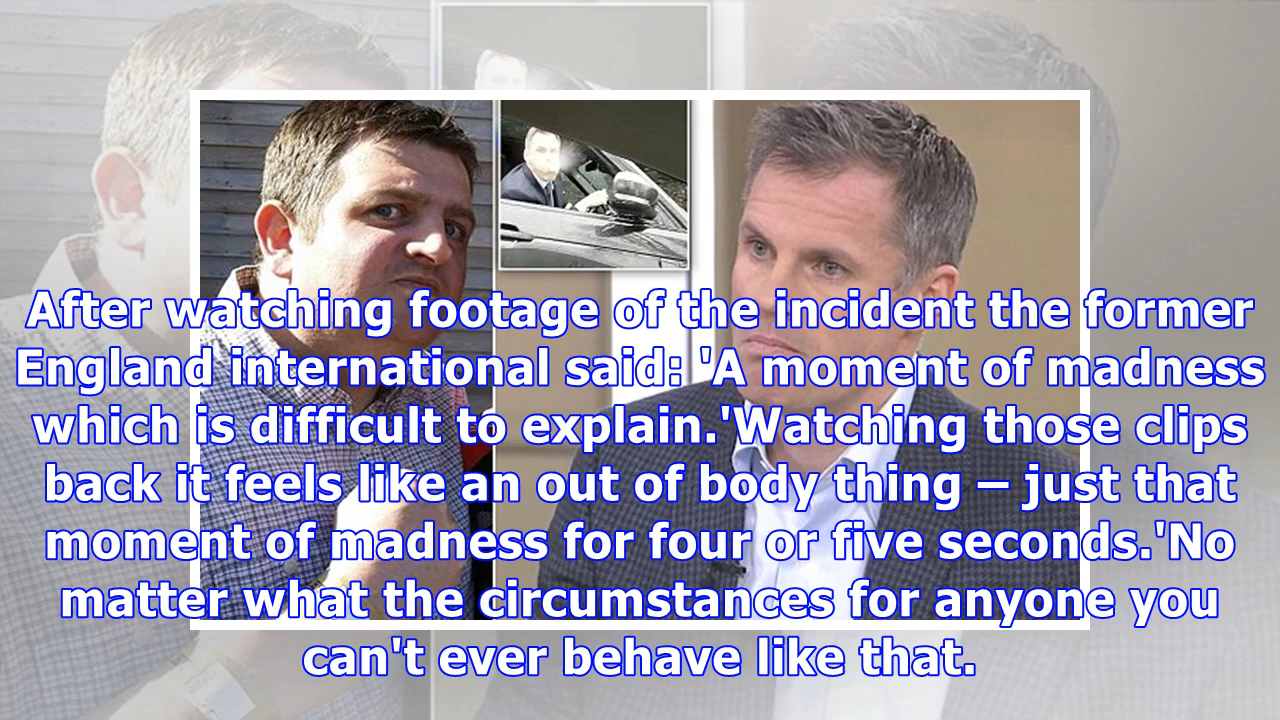 After watching footage of the incident the former
England international said: 'A moment of madness
which is difficult to explain.'Watching those clips
back it feels like an out of body thing – just that
moment of madness for four or five seconds.'No
matter what the circumstances for anyone you
can't ever behave like that.